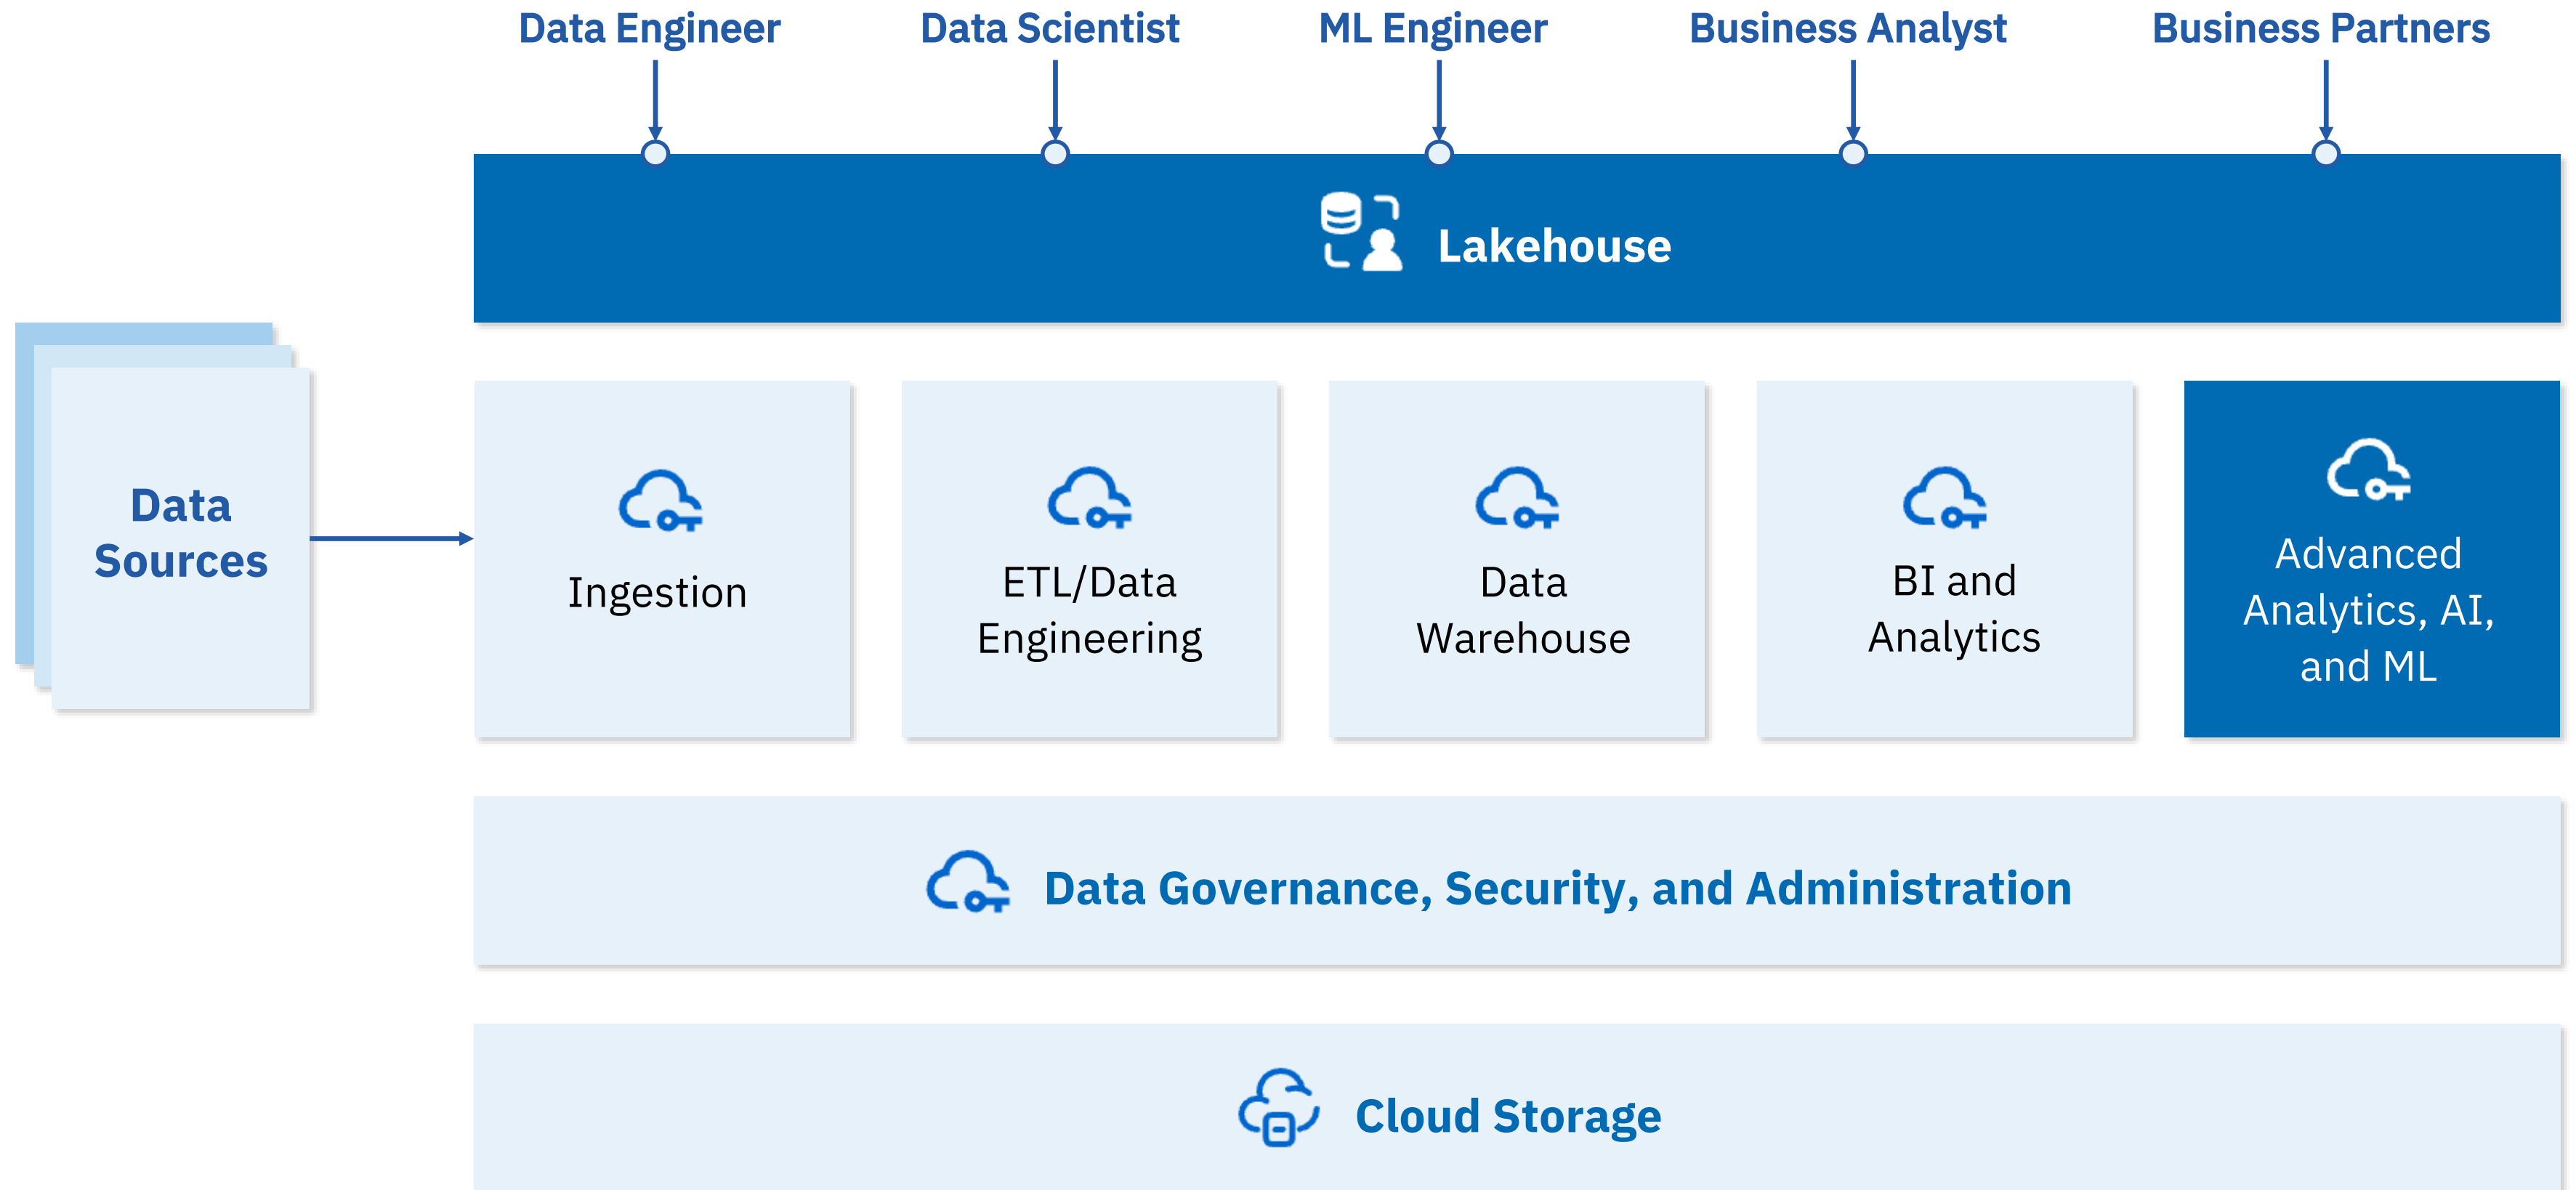 Data Engineer
Data Scientist
ML Engineer
Business Analyst
Business Partners
Lakehouse
Data
Sources
Ingestion
ETL/Data
Engineering
Data
Warehouse
BI and
Analytics
Advanced
Analytics, AI,
and ML
Data Governance, Security, and Administration
Cloud Storage